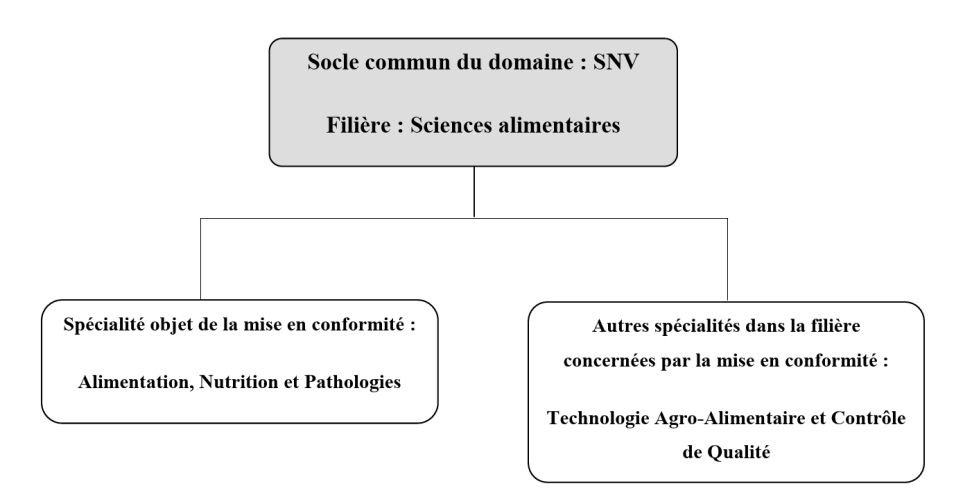 Socle commun du domaine : SNV
Filière : Sciences alimentaires
Spécialité objet de la mise en conformité :
Alimentation, Nutrition et Pathologies
Autres spécialités dans la filière
concernées par la mise en conformité :
Technologie Agro-Alimentaire et Contrôle
de Qualité